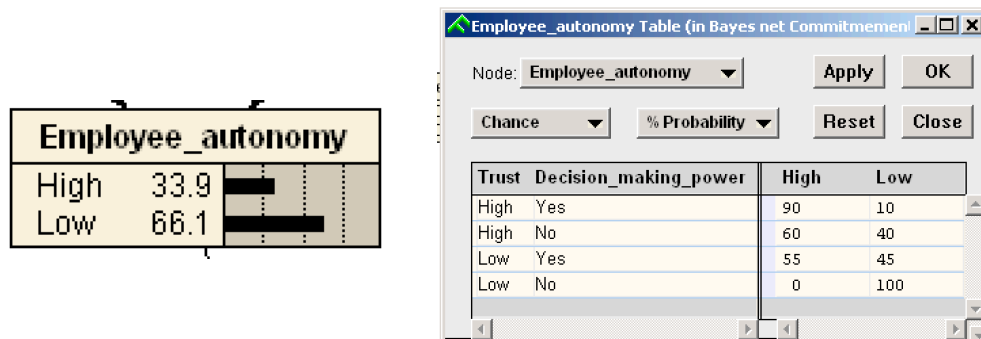 Employee_autonomy
High 33.9
Low 66.1
Employee_autonomy Table (in Bayes net Commitmement
Node: Employee_autonomy Apply OK
Chance % Probability Reset Close
Trust Decision_making_power High Low
High Yes 90 10
High No 60 40
Low Yes 55 45
Low No 0 100